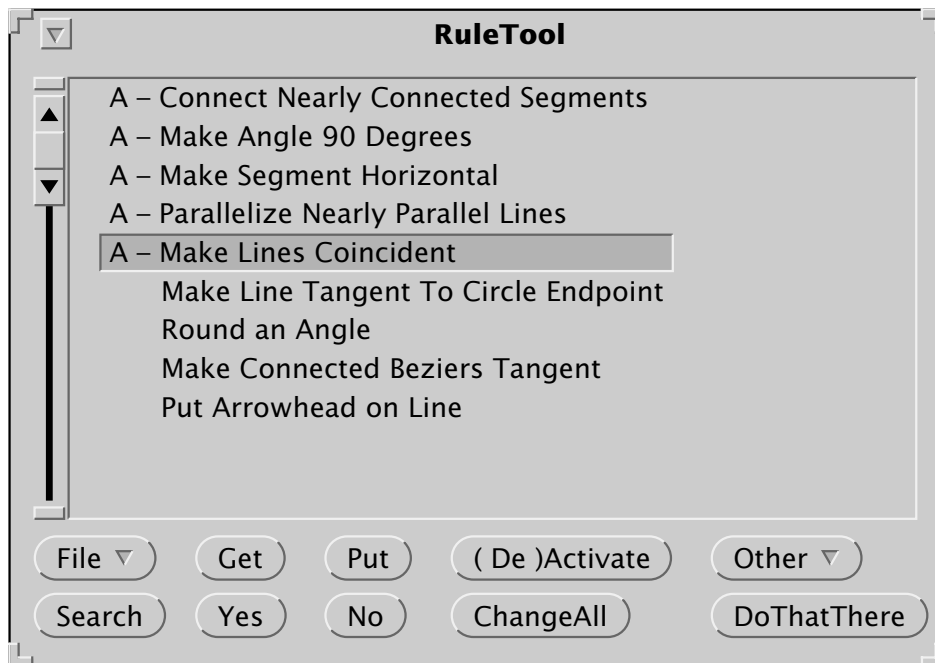 RuleTool
A – Connect Nearly Connected Segments
A – Make Angle 90 Degrees
A – Make Segment Horizontal
A – Parallelize Nearly Parallel Lines
A – Make Lines Coincident
Make Line Tangent To Circle Endpoint
Round an Angle
Make Connected Beziers Tangent
Put Arrowhead on Line
File Get Put ( De )Activate Other
Search Yes No ChangeAll DoThatThere